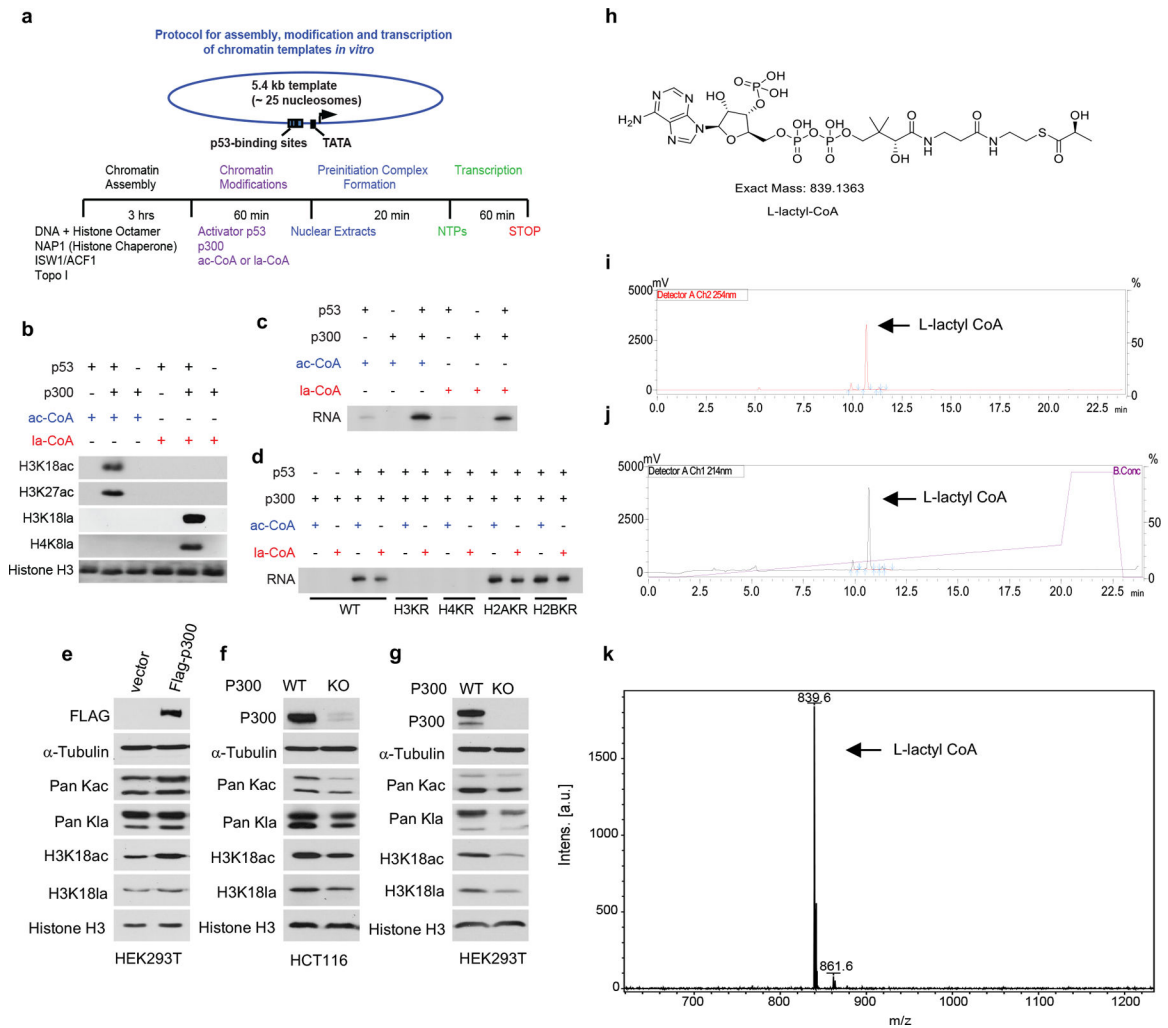 a
Protocol for assembly, modification and transcription
of chromatin templates in vitro
5.4 kb template
(~ 25 nucleosomes)
p53-binding sites TATA
Chromatin Assembly
Chromatin Modifications
Preinitiation Complex Formation
Transcription
3 hrs 60 min 20 min 60 min
DNA + Histone Octamer
NAP1 (Histone Chaperone)
ISW1/ACF1
Topo I
Activator p53
p300
ac-CoA or la-CoA
Nuclear Extracts
NTPs
STOP
b
p53 + + - + + -
p300 - + + - + +
ac-CoA + + + - - -
la-CoA - - - + + +
H3K18ac
H3K27ac
H3K18la
H4K8la
Histone H3
c
p53 + - + + - +
p300 - + + - + +
ac-CoA + + + - - -
la-CoA - - - + + +
RNA
d
p53 - - + + + + + + + + + +
p300 + + + + + + + + + + + +
ac-CoA + - + - + - + - + - + -
la-CoA - + - + - + - + - + - +
RNA
WT H3KR H4KR H2AKR H2BKR
e
vector Flag-p300
FLAG
α-Tubulin
Pan Kac
Pan Kla
H3K18ac
H3K18la
Histone H3
HEK293T
f
P300 WT KO
P300
α-Tubulin
Pan Kac
Pan Kla
H3K18ac
H3K18la
Histone H3
HCT116
g
P300 WT KO
P300
α-Tubulin
Pan Kac
Pan Kla
H3K18ac
H3K18la
Histone H3
HEK293T
h
H2N N N N N O HO O P OH OH O
O P O OH O P O OH O OH O N H O N H S O OH
Exact Mass: 839.1363
L-lactyl-CoA
i
mV %
Detector A Ch2 254nm
L-lactyl CoA
5000 2500 0
100 50 0
0.0 2.5 5.0 7.5 10.0 12.5 15.0 17.5 20.0 22.5 min
j
mV %
Detector A Ch1 214nm B.Conc
L-lactyl CoA
5000 2500 0
100 50 0
0.0 2.5 5.0 7.5 10.0 12.5 15.0 17.5 20.0 22.5 min
k
839.6
L-lactyl CoA
861.6
Intens. [a.u.]
1500
1000
500
0
700 800 900 1000 1100 1200
m/z